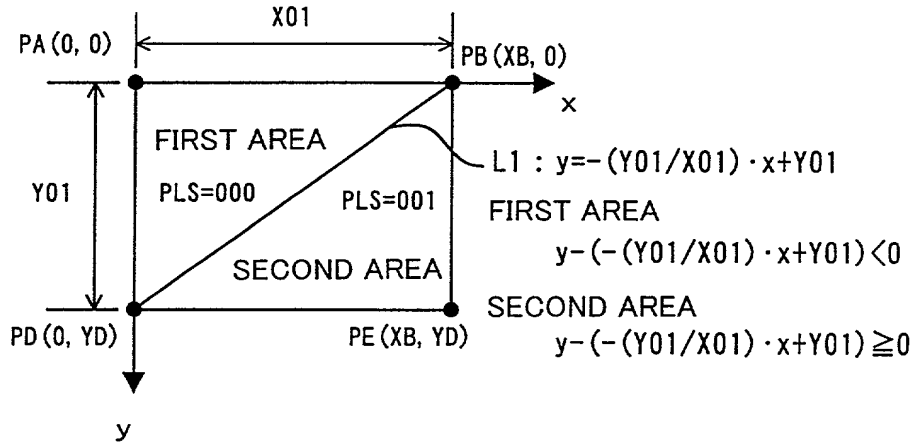 X01
PA(0, 0)
PB(XB, 0)
x
FIRST AREA
L1 : y=-(Y01/X01)·x+Y01
Y01
PLS=000
PLS=001
FIRST AREA
y-(-(Y01/X01)·x+Y01)<0
SECOND AREA
SECOND AREA
PD(0, YD)
PE(XB, YD)
y-(-(Y01/X01)·x+Y01)≧0
y